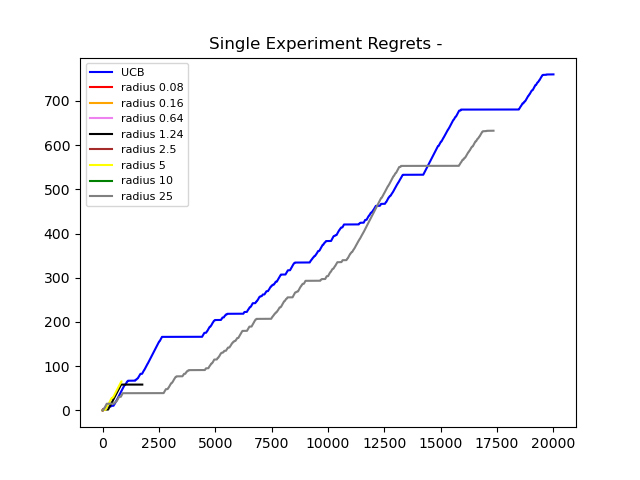 Single Experiment Regrets -
UCB
radius 0.08
radius 0.16
radius 0.64
radius 1.24
radius 2.5
radius 5
radius 10
radius 25
700
600
500
400
300
200
100
0
0 2500 5000 7500 10000 12500 15000 17500 20000